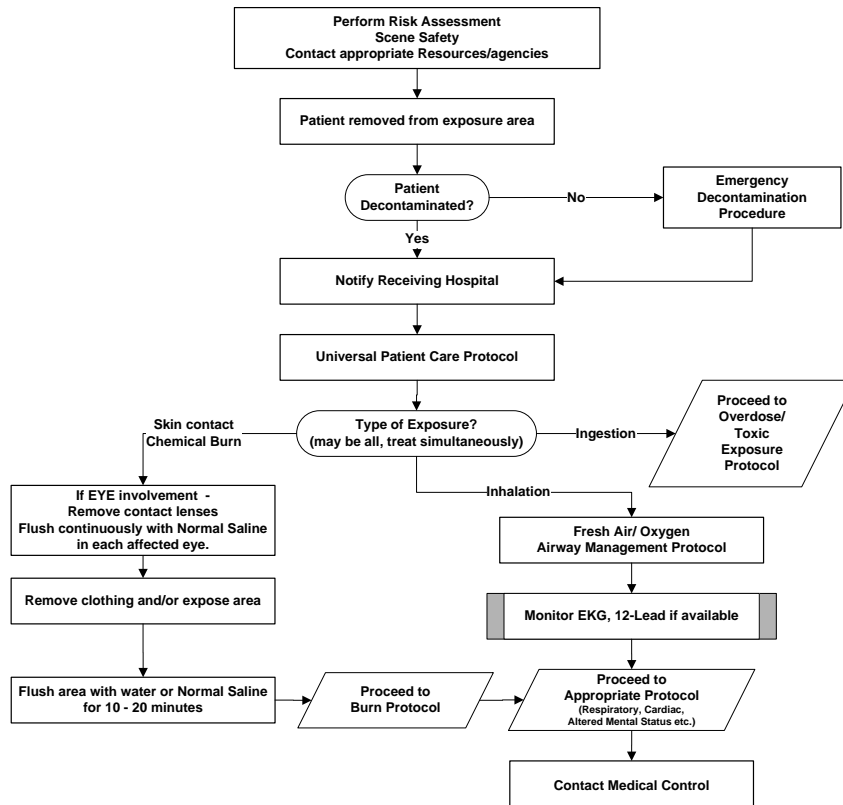 Perform Risk Assessment
Scene Safety
Contact appropriate Resources/agencies
Patient removed from exposure area
Patient
Decontaminated?
No
Emergency
Decontamination
Procedure
Yes
Notify Receiving Hospital
Universal Patient Care Protocol
Type of Exposure?
(may be all, treat simultaneously)
Skin contact
Chemical Burn
Ingestion
Proceed to
Overdose/
Toxic
Exposure
Protocol
Inhalation
If EYE involvement -
Remove contact lenses
Flush continuously with Normal Saline
in each affected eye.
Fresh Air/ Oxygen
Airway Management Protocol
Remove clothing and/or expose area
Monitor EKG, 12-Lead if available
Flush area with water or Normal Saline
for 10 - 20 minutes
Proceed to
Burn Protocol
Proceed to
Appropriate Protocol
(Respiratory, Cardiac,
Altered Mental Status etc.)
Contact Medical Control